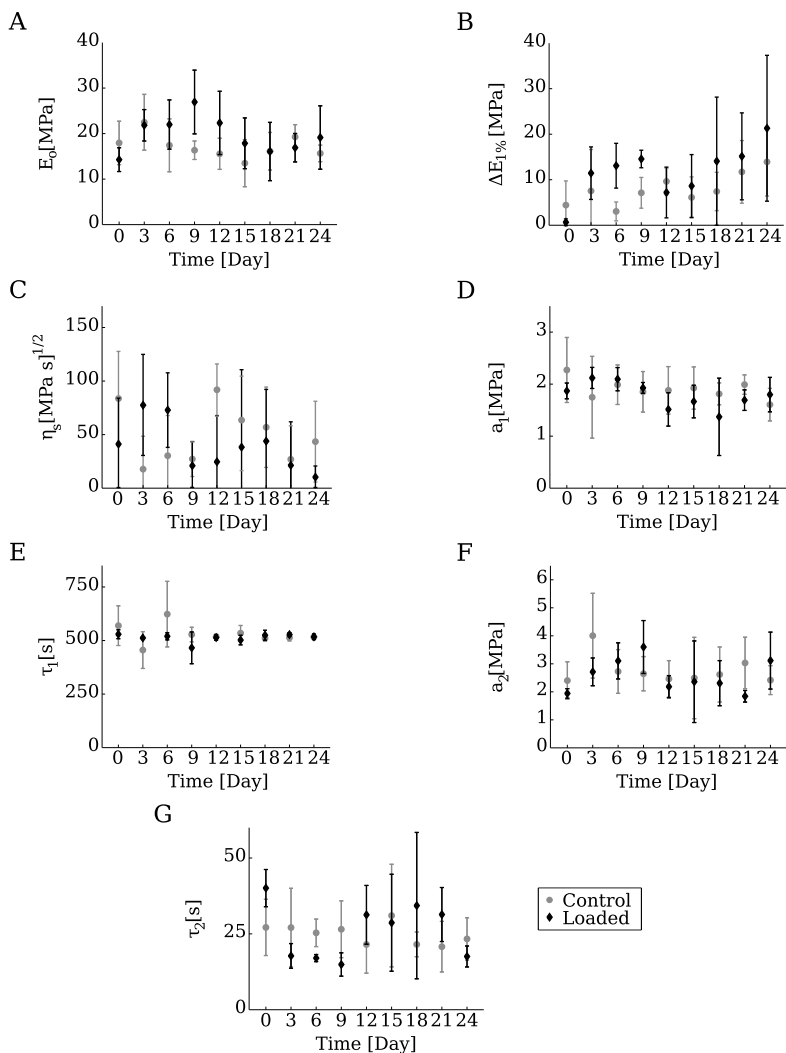 A
E₀[MPa]
40
30
20
10
0
0 3 6 9 12 15 18 21 24
Time [Day]
B
ΔE₁%[MPa]
40
30
20
10
0
0 3 6 9 12 15 18 21 24
Time [Day]
C
ηₛ[MPa s]^1/2
150
100
50
0
0 3 6 9 12 15 18 21 24
Time [Day]
D
a₁[MPa]
3
2
1
0
0 3 6 9 12 15 18 21 24
Time [Day]
E
τ₁[s]
750
500
250
0
0 3 6 9 12 15 18 21 24
Time [Day]
F
a₂[MPa]
6
5
4
3
2
1
0
0 3 6 9 12 15 18 21 24
Time [Day]
G
τ₂[s]
50
25
0
0 3 6 9 12 15 18 21 24
Time [Day]
Control
Loaded